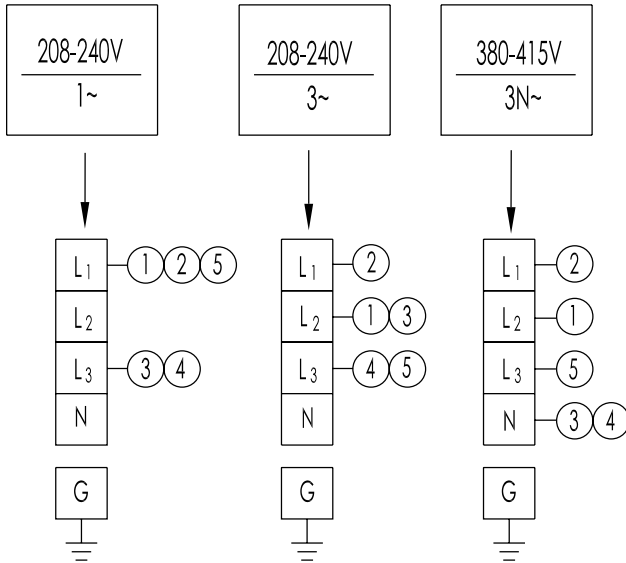 208-240V
1~
L1 1 2 5
L2
L3 3 4
N
G
208-240V
3~
L1 2
L2 1 3
L3 4 5
N
G
380-415V
3N~
L1 2
L2 1
L3 5
N 3 4
G